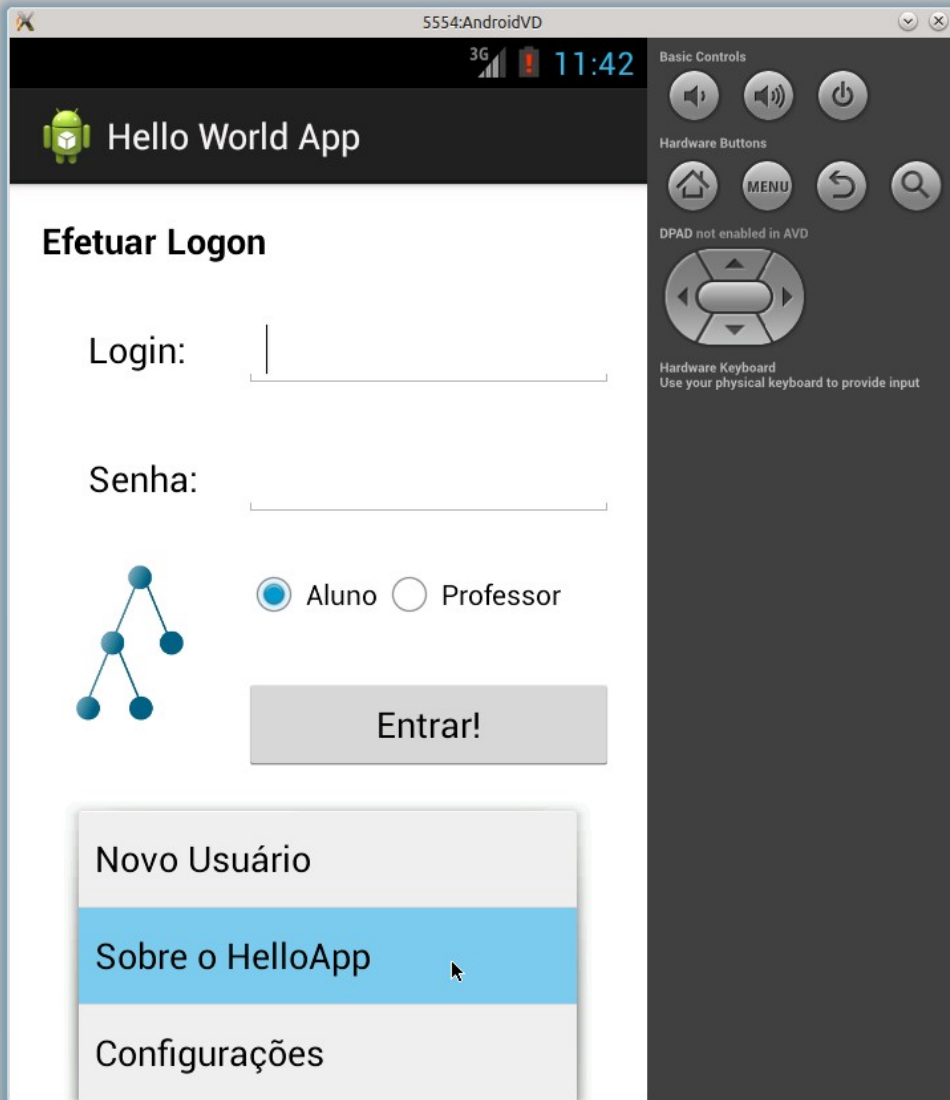 5554:AndroidVD
3G 11:42
Hello World App
Efetuar Logon
Login:
Senha:
Aluno Professor
Entrar!
Novo Usuário
Sobre o HelloApp
Configurações
Basic Controls
Hardware Buttons
MENU
DPAD not enabled in AVD
Hardware Keyboard
Use your physical keyboard to provide input